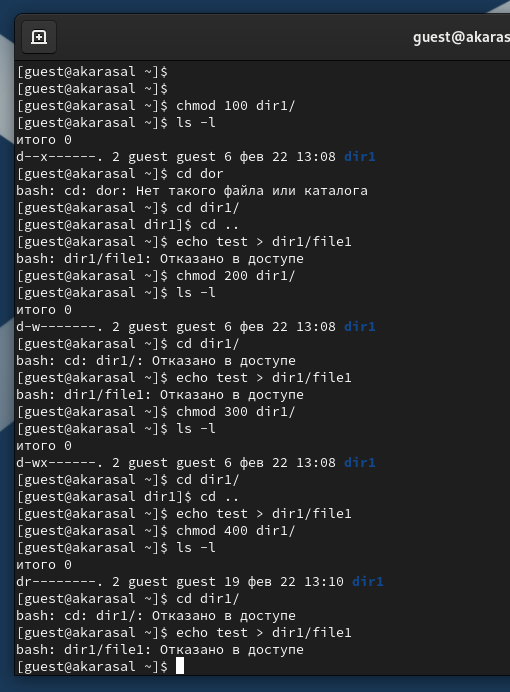 guest@akaras
[guest@akarasal ~]$
[guest@akarasal ~]$
[guest@akarasal ~]$ chmod 100 dir1/
[guest@akarasal ~]$ ls -l
итого 0
d--x------. 2 guest guest 6 фев 22 13:08 dir1
[guest@akarasal ~]$ cd dor
bash: cd: dor: Нет такого файла или каталога
[guest@akarasal ~]$ cd dir1/
[guest@akarasal dir1]$ cd ..
[guest@akarasal ~]$ echo test > dir1/file1
bash: dir1/file1: Отказано в доступе
[guest@akarasal ~]$ chmod 200 dir1/
[guest@akarasal ~]$ ls -l
итого 0
d-w-------. 2 guest guest 6 фев 22 13:08 dir1
[guest@akarasal ~]$ cd dir1/
bash: cd: dir1/: Отказано в доступе
[guest@akarasal ~]$ echo test > dir1/file1
bash: dir1/file1: Отказано в доступе
[guest@akarasal ~]$ chmod 300 dir1/
[guest@akarasal ~]$ ls -l
итого 0
d-wx------. 2 guest guest 6 фев 22 13:08 dir1
[guest@akarasal ~]$ cd dir1/
[guest@akarasal dir1]$ cd ..
[guest@akarasal ~]$ echo test > dir1/file1
[guest@akarasal ~]$ chmod 400 dir1/
[guest@akarasal ~]$ ls -l
итого 0
dr--------. 2 guest guest 19 фев 22 13:10 dir1
[guest@akarasal ~]$ cd dir1/
bash: cd: dir1/: Отказано в доступе
[guest@akarasal ~]$ echo test > dir1/file1
bash: dir1/file1: Отказано в доступе
[guest@akarasal ~]$